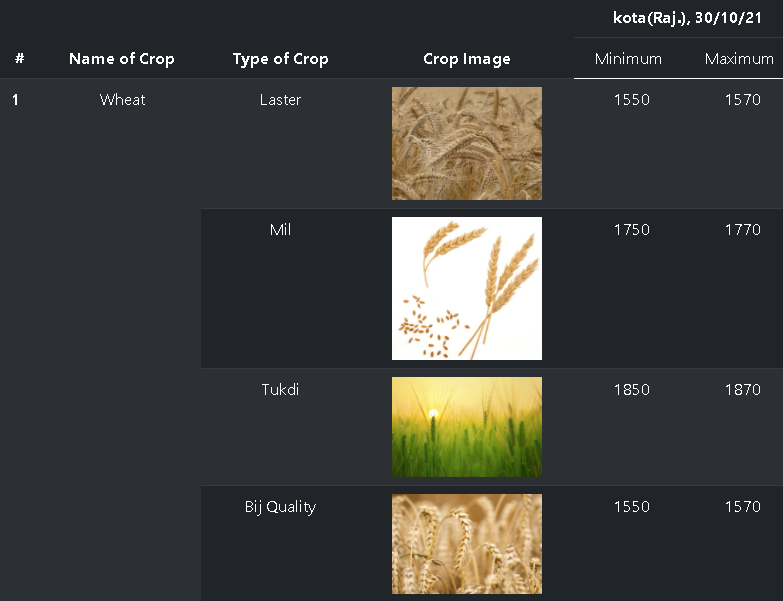 kota(Raj.), 30/10/21
# Name of Crop Type of Crop Crop Image Minimum Maximum
1 Wheat Laster 1550 1570
Mil 1750 1770
Tukdi 1850 1870
Bij Quality 1550 1570